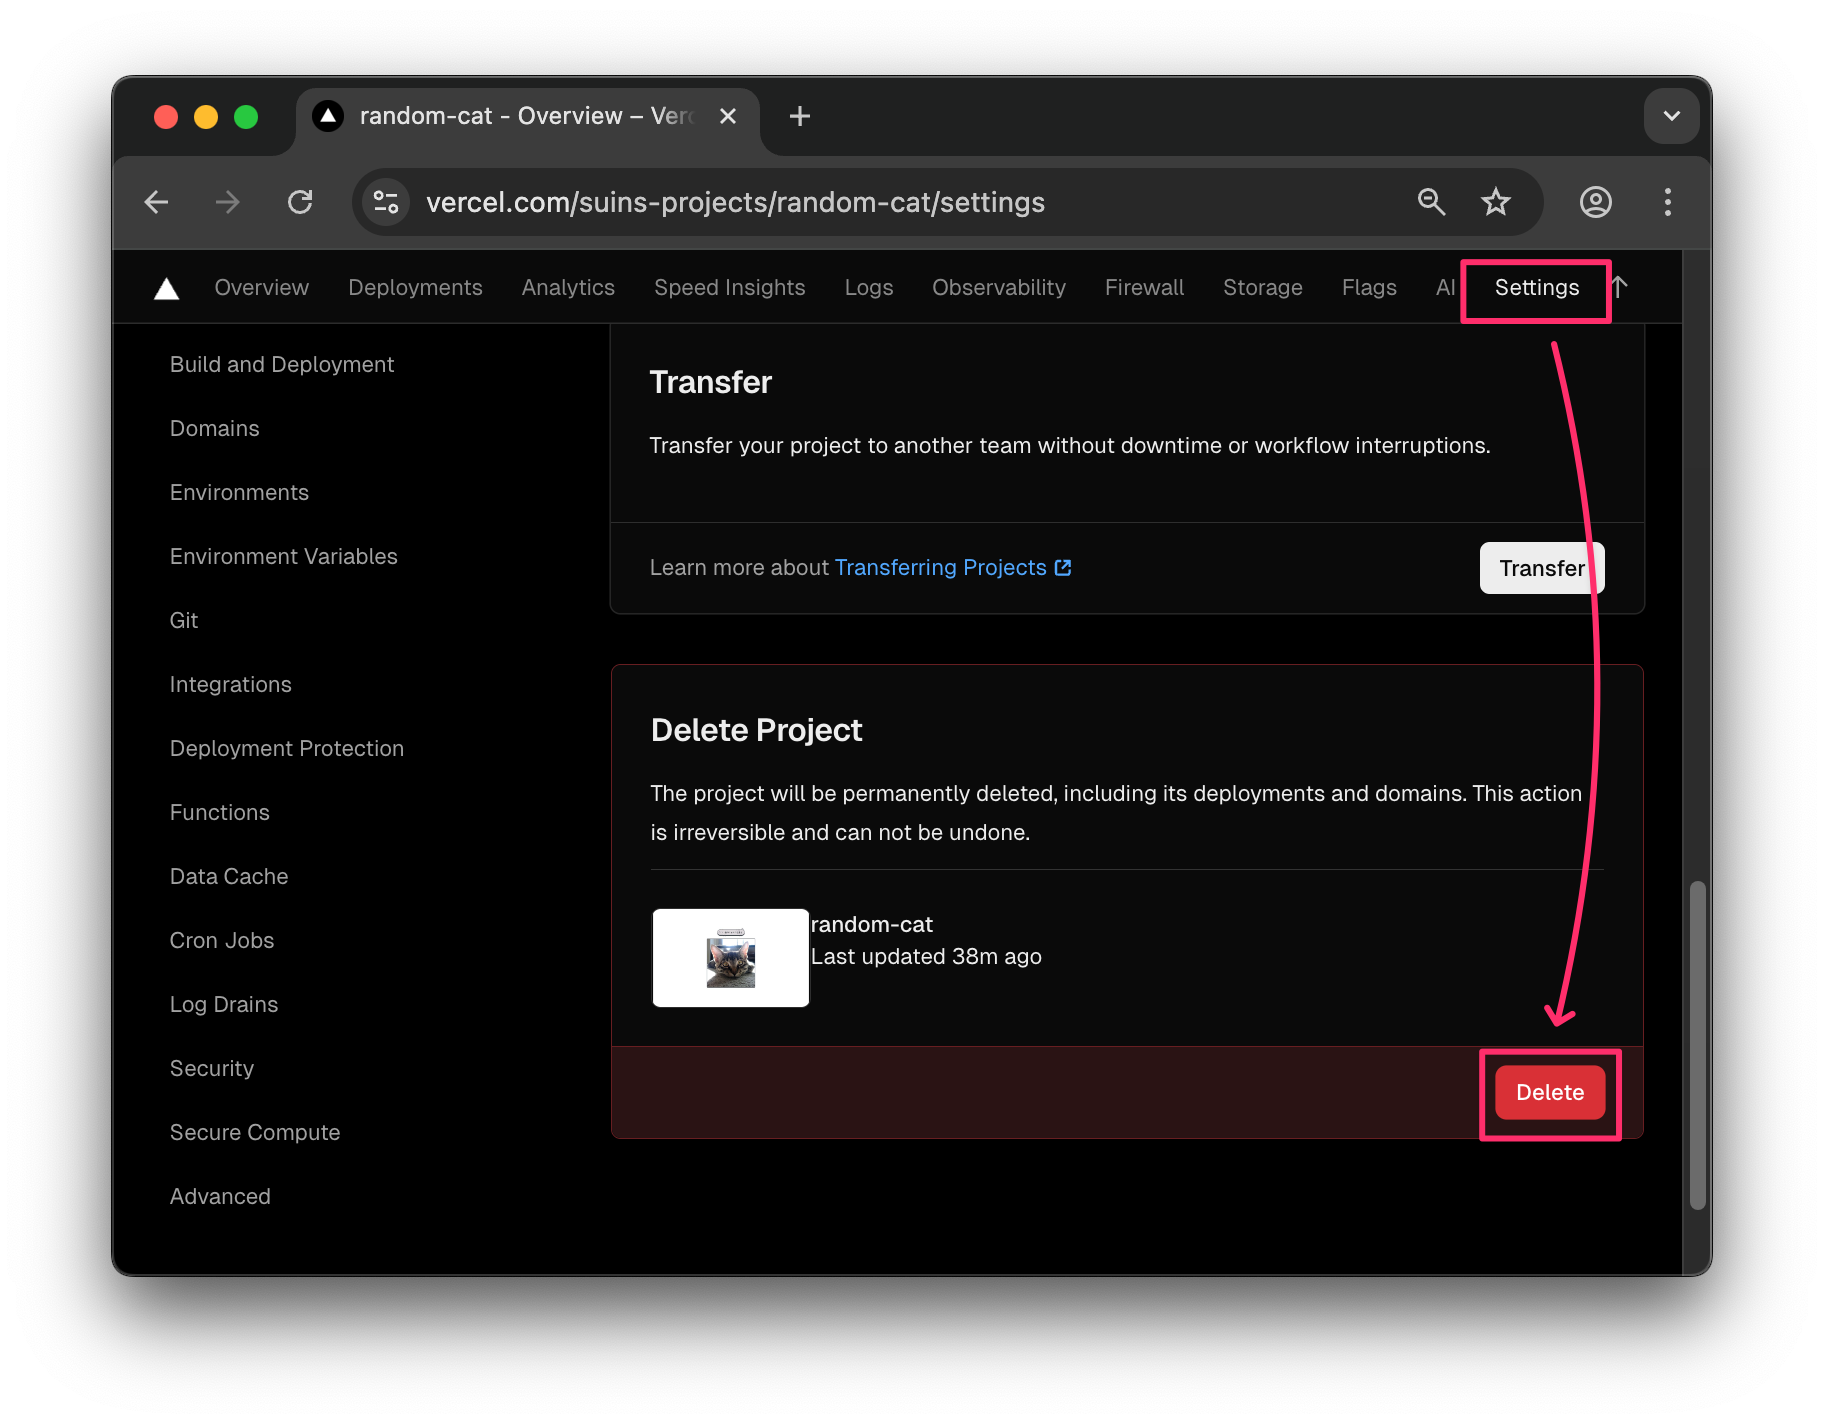 random-cat - Overview – Verc
vercel.com/suins-projects/random-cat/settings
Overview Deployments Analytics Speed Insights Logs Observability Firewall Storage Flags AI Settings
Build and Deployment
Domains
Environments
Environment Variables
Git
Integrations
Deployment Protection
Functions
Data Cache
Cron Jobs
Log Drains
Security
Secure Compute
Advanced
Transfer
Transfer your project to another team without downtime or workflow interruptions.
Learn more about Transferring Projects
Transfer
Delete Project
The project will be permanently deleted, including its deployments and domains. This action
is irreversible and can not be undone.
random-cat
Last updated 38m ago
Delete